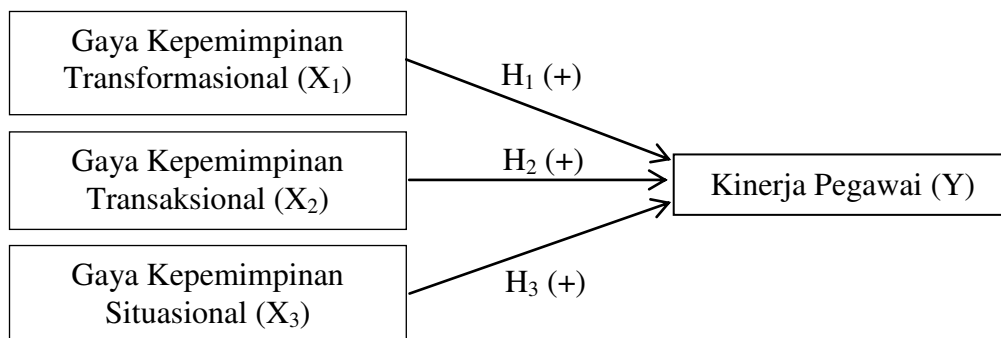 Gaya Kepemimpinan
Transformasional (X₁)
H₁ (+)
Gaya Kepemimpinan
Transaksional (X₂)
H₂ (+)
Kinerja Pegawai (Y)
Gaya Kepemimpinan
Situasional (X₃)
H₃ (+)